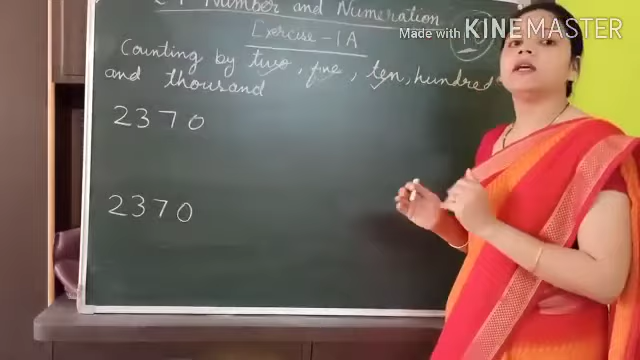 Number and Numeration
Made with KINEMASTER
Exercise - 1A
Counting by two, five, ten, hundred
and thousand
2370
2370